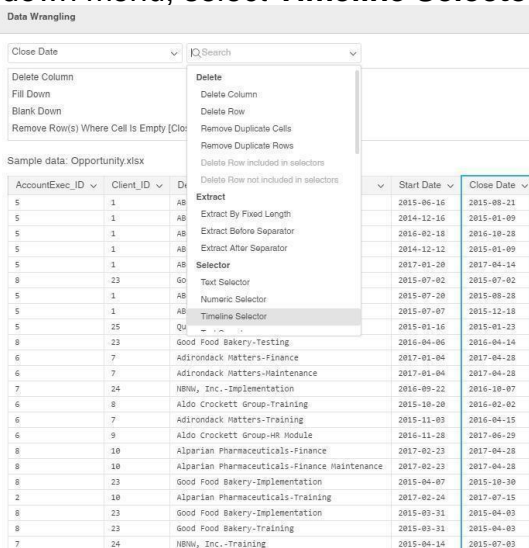 down menu, select Timeline Selecto
Data Wrangling
Close Date
Search
Delete Column
Fill Down
Blank Down
Remove Row(s) Where Cell Is Empty [Clos
Delete
Delete Column
Delete Row
Remove Duplicate Cells
Remove Duplicate Rows
Delete Row included in selectors
Delete Row not included in selectors
Extract
Extract By Fixed Length
Extract Before Separator
Extract After Separator
Selector
Text Selector
Numeric Selector
Timeline Selector
Sample data: Opportunity.xlsx
AccountExec_ID Client_ID De Start Date Close Date
5 1 AB 2015-06-16 2015-08-21
5 1 AB 2014-12-16 2015-01-09
5 1 AB 2016-02-18 2016-10-28
5 1 AB 2014-12-12 2015-01-09
5 1 AB 2017-01-20 2017-04-14
8 23 Go 2015-07-02 2015-07-02
5 1 AB 2015-07-20 2015-08-28
5 1 AB 2015-07-07 2015-12-18
5 25 Qu 2015-01-16 2015-01-23
8 23 Good Food Bakery-Testing 2016-04-06 2016-04-14
6 7 Adirondack Matters-Finance 2017-01-04 2017-04-28
6 7 Adirondack Matters-Maintenance 2017-01-04 2017-04-28
7 24 NBNW, Inc.-Implementation 2016-09-22 2016-10-07
6 8 Aldo Crockett Group-Training 2015-10-20 2016-02-02
6 7 Adirondack Matters-Training 2015-11-03 2016-04-15
6 9 Aldo Crockett Group-HR Module 2016-11-28 2017-06-29
8 10 Alparian Pharmaceuticals-Finance 2017-02-23 2017-04-28
8 10 Alparian Pharmaceuticals-Finance Maintenance 2017-02-23 2017-04-28
8 23 Good Food Bakery-Implementation 2015-04-07 2015-10-30
2 10 Alparian Pharmaceuticals-Training 2017-02-24 2017-07-15
8 23 Good Food Bakery-Implementation 2015-03-31 2015-04-03
8 23 Good Food Bakery-Training 2015-03-31 2015-04-03
7 24 NBNW, Inc.-Training 2015-04-14 2015-07-03